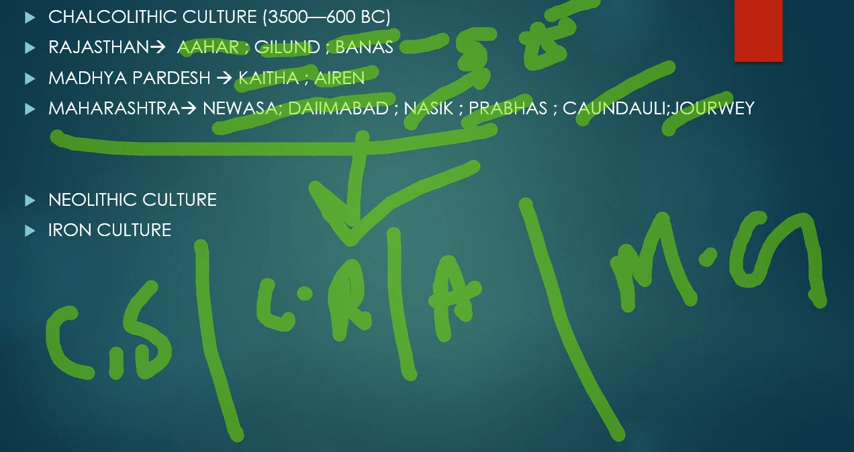 CHALCOLITHIC CULTURE (3500—600 BC)
RAJASTHAN→ AAHAR ; GILUND ; BANAS
MADHYA PARDESH → KAITHA ; AIREN
MAHARASHTRA→ NEWASA; DAIIMABAD ; NASIK ; PRABHAS ; CAUNDAULI;JOURWEY
NEOLITHIC CULTURE
IRON CULTURE